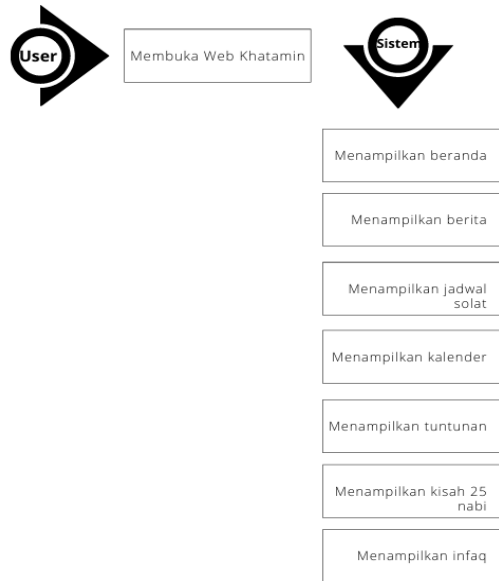 User
Membuka Web Khatamin
Sistem
Menampilkan beranda
Menampilkan berita
Menampilkan jadwal
solat
Menampilkan kalender
Menampilkan tuntunan
Menampilkan kisah 25
nabi
Menampilkan infaq